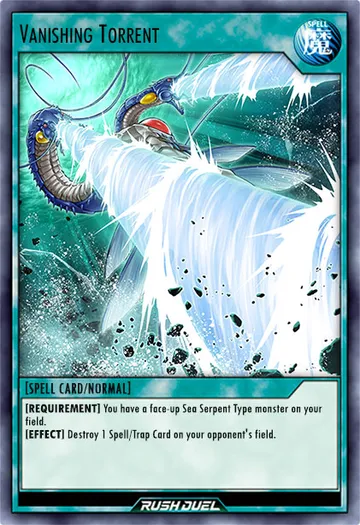 VANISHING TORRENT
SPELL
魔
[SPELL CARD/NORMAL]
[REQUIREMENT] You have a face-up Sea Serpent Type monster on your
field.
[EFFECT] Destroy 1 Spell/Trap Card on your opponent's field.
RUSH DUEL